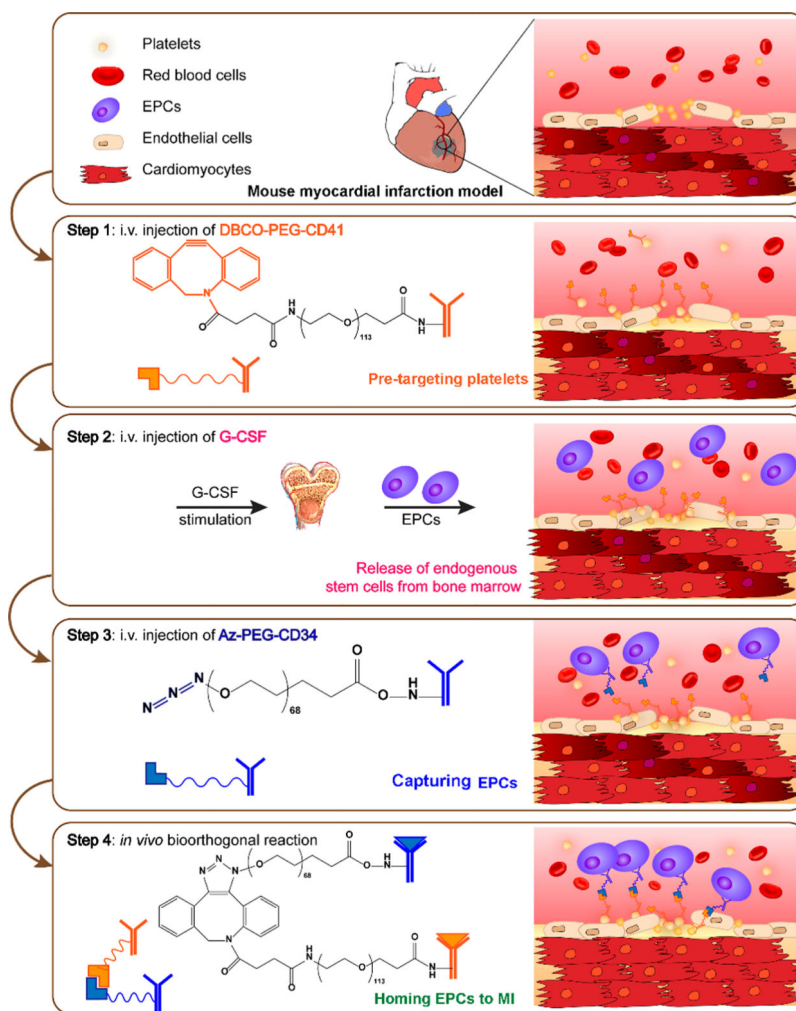 Platelets
Red blood cells
EPCs
Endothelial cells
Cardiomyocytes
Mouse myocardial infarction model
Step 1: i.v. injection of DBCO-PEG-CD41
N
O
O
H
N
O
113
O
N
H
Pre-targeting platelets
Step 2: i.v. injection of G-CSF
G-CSF
stimulation
EPCs
Release of endogenous
stem cells from bone marrow
Step 3: i.v. injection of Az-PEG-CD34
N
N
N
O
68
O
O
H
N
Capturing EPCs
Step 4: in vivo bioorthogonal reaction
N
N
N
O
68
O
O
H
N
N
O
O
H
N
O
113
O
N
H
Homing EPCs to MI